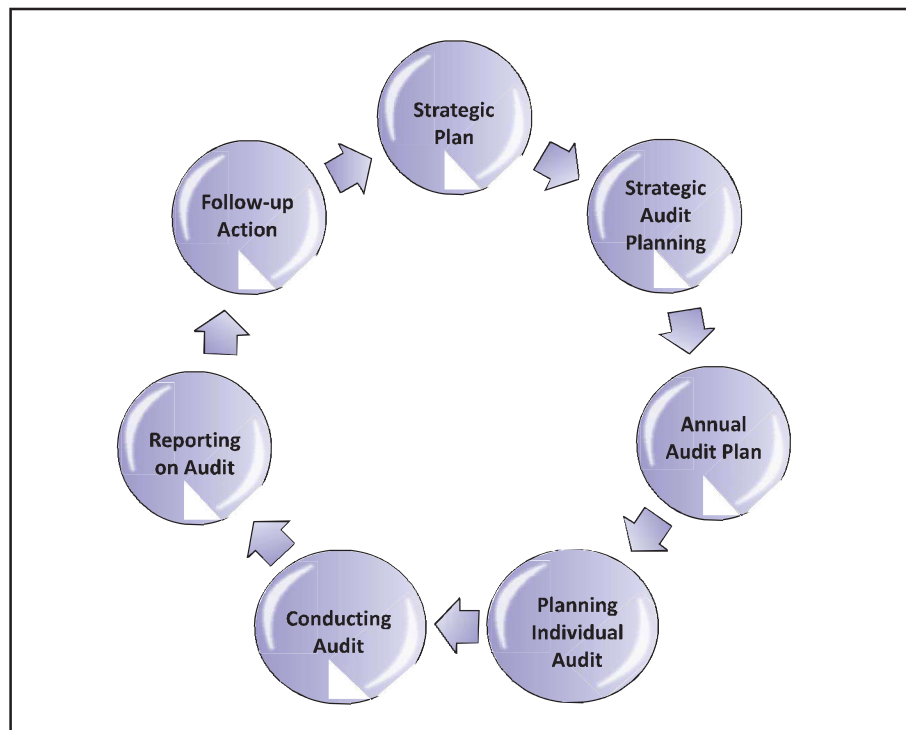 Strategic
Plan
Strategic
Audit
Planning
Annual
Audit Plan
Planning
Individual
Audit
Conducting
Audit
Reporting
on Audit
Follow-up
Action